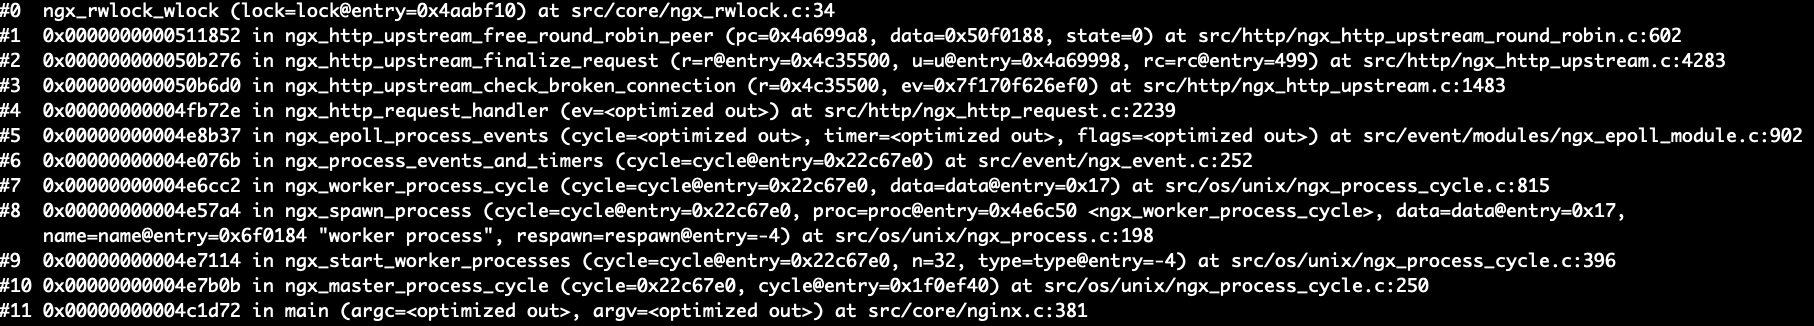 #0  ngx_rwlock_wlock (lock=lock@entry=0x4aabf10) at src/core/ngx_rwlock.c:34
#1  0x0000000000511852 in ngx_http_upstream_free_round_robin_peer (pc=0x4a699a8, data=0x50f0188, state=0) at src/http/ngx_http_upstream_round_robin.c:602
#2  0x000000000050b276 in ngx_http_upstream_finalize_request (r=r@entry=0x4c35500, u=u@entry=0x4a69998, rc=rc@entry=499) at src/http/ngx_http_upstream.c:4283
#3  0x000000000050b6d0 in ngx_http_upstream_check_broken_connection (r=0x4c35500, ev=0x7f170f626ef0) at src/http/ngx_http_upstream.c:1483
#4  0x00000000004fb72e in ngx_http_request_handler (ev=<optimized out>) at src/http/ngx_http_request.c:2239
#5  0x00000000004e8b37 in ngx_epoll_process_events (cycle=<optimized out>, timer=<optimized out>, flags=<optimized out>) at src/event/modules/ngx_epoll_module.c:902
#6  0x00000000004e076b in ngx_process_events_and_timers (cycle=cycle@entry=0x22c67e0) at src/event/ngx_event.c:252
#7  0x00000000004e6cc2 in ngx_worker_process_cycle (cycle=cycle@entry=0x22c67e0, data=data@entry=0x17) at src/os/unix/ngx_process_cycle.c:815
#8  0x00000000004e57a4 in ngx_spawn_process (cycle=cycle@entry=0x22c67e0, proc=proc@entry=0x4e6c50 <ngx_worker_process_cycle>, data=data@entry=0x17,
    name=name@entry=0x6f0184 "worker process", respawn=respawn@entry=-4) at src/os/unix/ngx_process.c:198
#9  0x00000000004e7114 in ngx_start_worker_processes (cycle=cycle@entry=0x22c67e0, n=32, type=type@entry=-4) at src/os/unix/ngx_process_cycle.c:396
#10 0x00000000004e7b0b in ngx_master_process_cycle (cycle=0x22c67e0, cycle@entry=0x1f0ef40) at src/os/unix/ngx_process_cycle.c:250
#11 0x00000000004c1d72 in main (argc=<optimized out>, argv=<optimized out>) at src/core/nginx.c:381